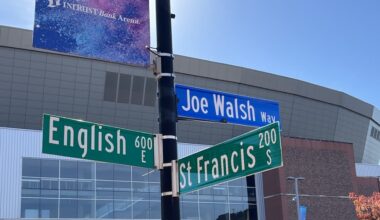 INTRUST Bank Arena.
Joe Walsh Way
English 600 E
St Francis 200 S